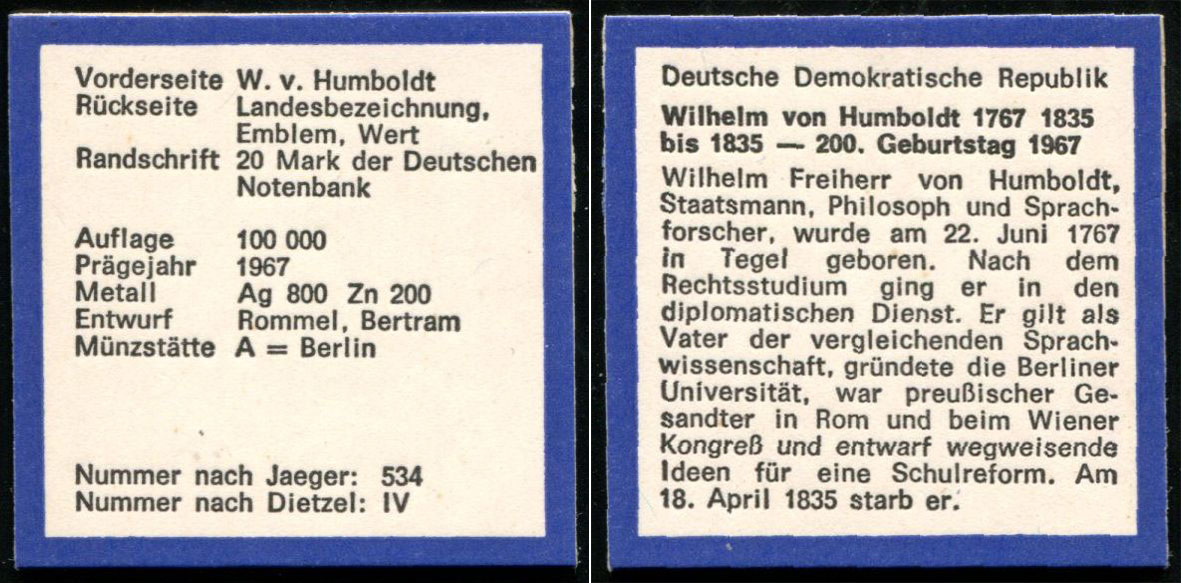 Vorderseite W. v. Humboldt
Rückseite Landesbezeichnung,
Emblem, Wert
Randschrift 20 Mark der Deutschen
Notenbank
Auflage 100 000
Prägejahr 1967
Metall Ag 800 Zn 200
Entwurf Rommel, Bertram
Münzstätte A = Berlin
Nummer nach Jaeger: 534
Nummer nach Dietzel: IV
Deutsche Demokratische Republik
Wilhelm von Humboldt 1767 1835
bis 1835 — 200. Geburtstag 1967
Wilhelm Freiherr von Humboldt,
Staatsmann, Philosoph und Sprach-
forscher, wurde am 22. Juni 1767
in Tegel geboren. Nach dem
Rechtsstudium ging er in den
diplomatischen Dienst. Er gilt als
Vater der vergleichenden Sprach-
wissenschaft, gründete die Berliner
Universität, war preußischer Ge-
sandter in Rom und beim Wiener
Kongreß und entwarf wegweisende
Ideen für eine Schulreform. Am
18. April 1835 starb er.